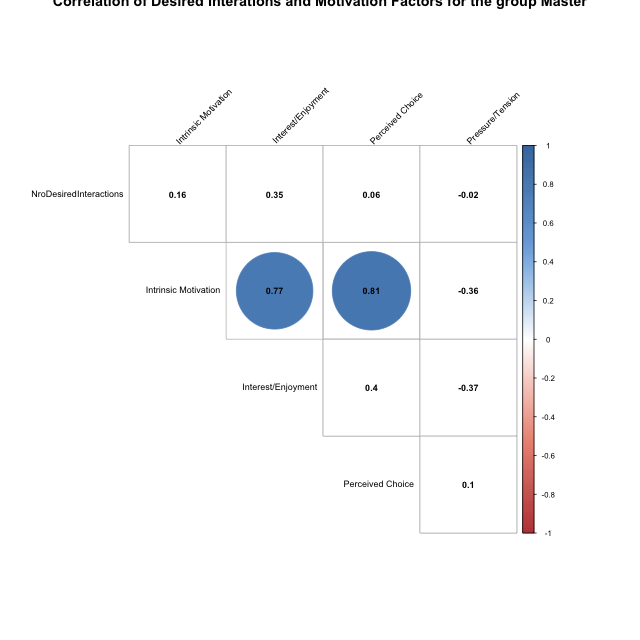 Correlation of Desired Interations and Motivation Factors for the group Master
Intrinsic Motivation
Interest/Enjoyment
Perceived Choice
Pressure/Tension
NroDesiredInteractions 0.16 0.35 0.06 -0.02
Intrinsic Motivation 0.77 0.81 -0.36
Interest/Enjoyment 0.4 -0.37
Perceived Choice 0.1
1
0.8
0.6
0.4
0.2
0
-0.2
-0.4
-0.6
-0.8
-1